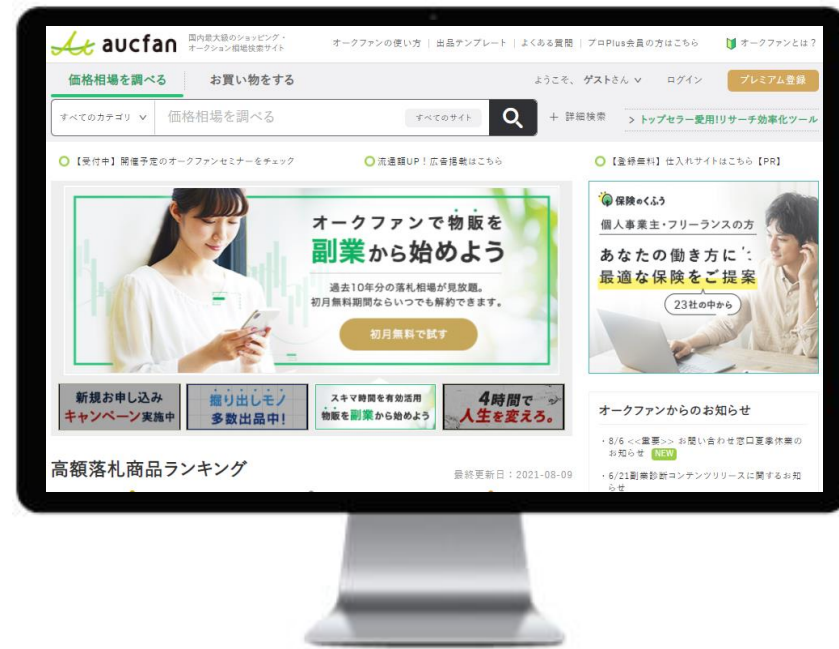 aucfan
国内最大級のショッピング・
オークション相場検索サイト
オークファンの使い方 | 出品テンプレート | よくある質問 | プロPlus会員の方はこちら
オークファンとは？
価格相場を調べる
お買い物をする
ようこそ、 ゲストさん ∨
ログイン
プレミアム登録
すべてのカテゴリ ∨
価格相場を調べる
すべてのサイト
＋ 詳細検索
> トップセラー愛用!リサーチ効率化ツール
【受付中】開催予定のオークファンセミナーをチェック
流通額UP！広告掲載はこちら
【登録無料】仕入れサイトはこちら【PR】
オークファンで物販を
副業から始めよう
過去10年分の落札相場が見放題。
初月無料期間ならいつでも解約できます。
初月無料で試す
保険のくふう
個人事業主・フリーランスの方
あなたの働き方に
最適な保険をご提案
23社の中から
新規お申し込み
キャンペーン実施中
掘り出しモノ
多数出品中!
スキマ時間を有効活用
物販を副業から始めよう
4時間で
人生を変えろ。
オークファンからのお知らせ
・8/6 <<重要>> お問い合わせ窓口夏季休業の
お知らせ NEW
・6/21副業診断コンテンツリリースに関するお知
らせ
高額落札商品ランキング
最終更新日：2021-08-09